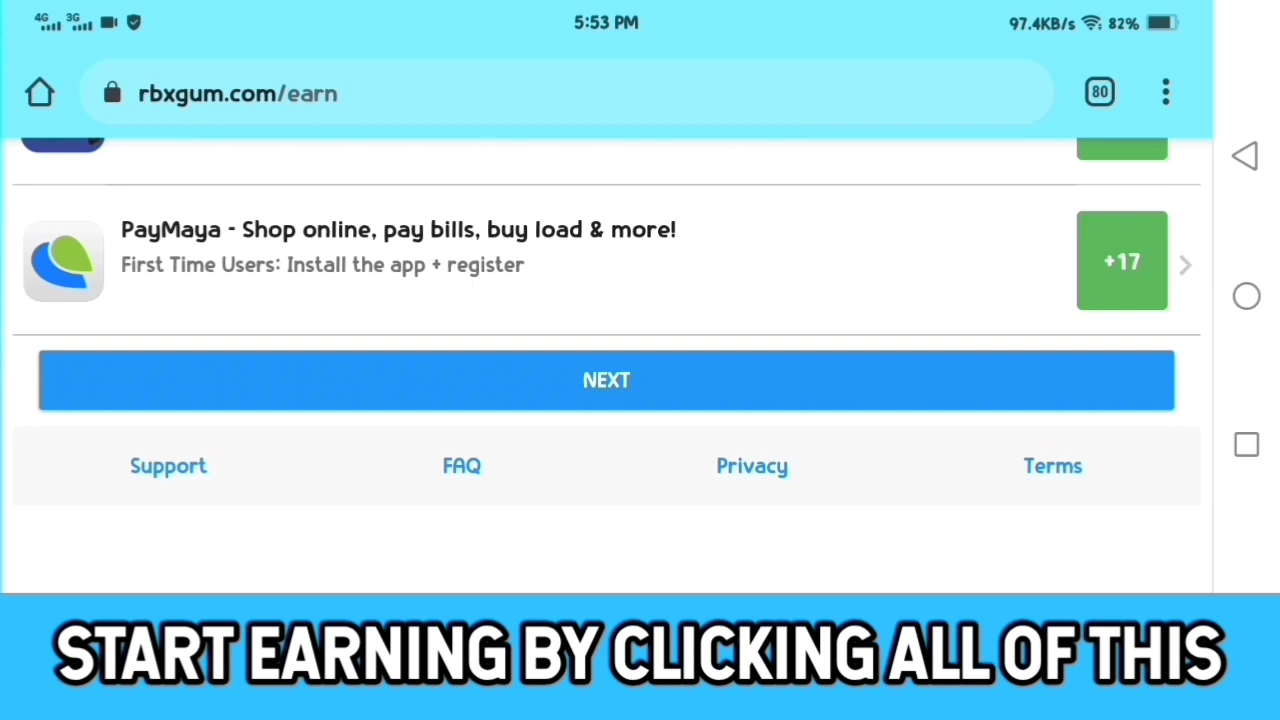 4G 3G 5:53 PM 97.4KB/s 82%
rbxgum.com/earn 80
PayMaya - Shop online, pay bills, buy load & more!
First Time Users: Install the app + register
+17
NEXT
Support FAQ Privacy Terms
START EARNING BY CLICKING ALL OF THIS